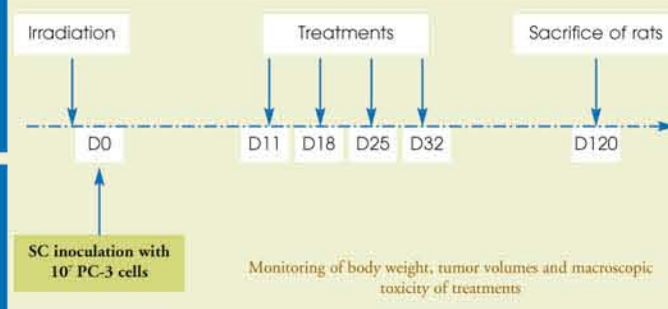 Irradiation
Treatments
Sacrifice of rats
D0
D11
D18
D25
D32
D120
SC inoculation with
10⁷ PC-3 cells
Monitoring of body weight, tumor volumes and macroscopic
toxicity of treatments